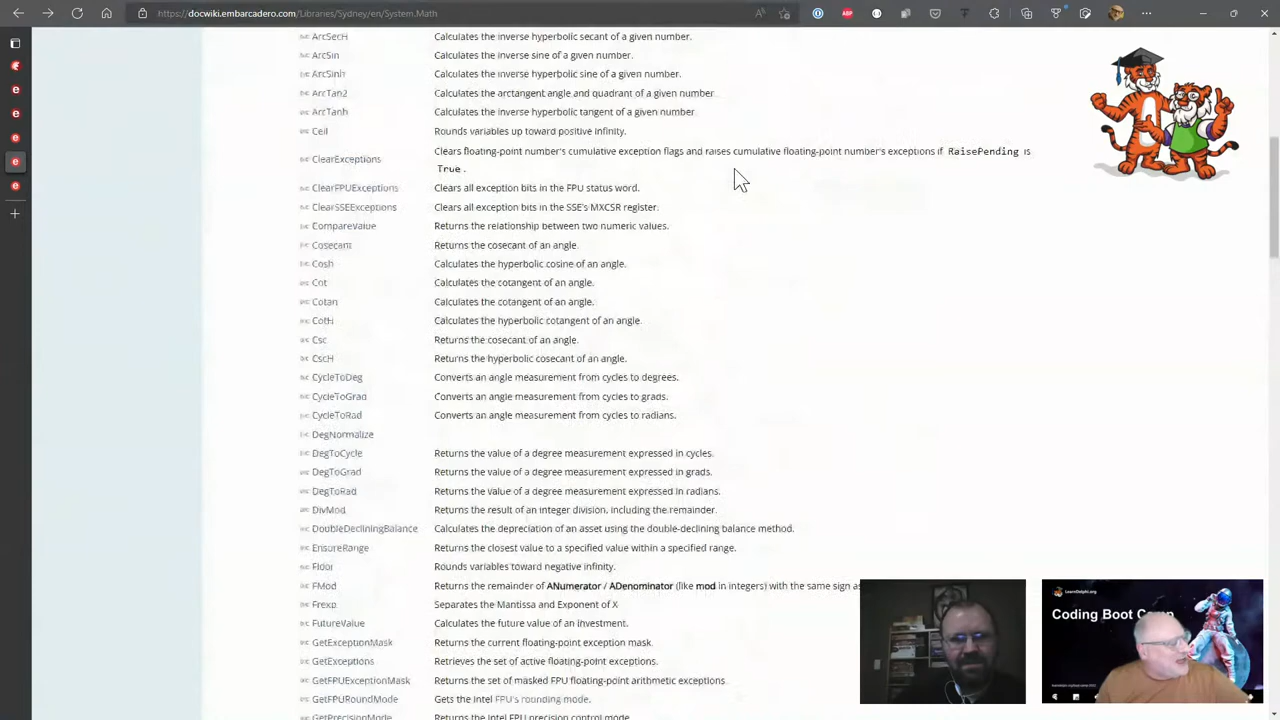 https://docwiki.embarcadero.com/Libraries/Sydney/en/System.Math
ArcSecH Calculates the inverse hyperbolic secant of a given number.
ArcSin Calculates the inverse sine of a given number.
ArcSinh Calculates the inverse hyperbolic sine of a given number.
ArcTan2 Calculates the arctangent angle and quadrant of a given number.
ArcTanh Calculates the inverse hyperbolic tangent of a given number.
Ceil Rounds variables up toward positive infinity.
ClearExceptions Clears floating-point number's cumulative exception flags and raises cumulative floating-point number's exceptions if RaisePending is
True.
ClearFPUExceptions Clears all exception bits in the FPU status word.
ClearSSEExceptions Clears all exception bits in the SSE's MXCSR register.
CompareValue Returns the relationship between two numeric values.
Cosecant Returns the cosecant of an angle.
Cosh Calculates the hyperbolic cosine of an angle.
Cot Calculates the cotangent of an angle.
Cotan Calculates the cotangent of an angle.
CotH Calculates the hyperbolic cotangent of an angle.
Csc Returns the cosecant of an angle.
CscH Returns the hyperbolic cosecant of an angle.
CycleToDeg Converts an angle measurement from cycles to degrees.
CycleToGrad Converts an angle measurement from cycles to grads.
CycleToRad Converts an angle measurement from cycles to radians.
DegNormalize
DegToCycle Returns the value of a degree measurement expressed in cycles.
DegToGrad Returns the value of a degree measurement expressed in grads.
DegToRad Returns the value of a degree measurement expressed in radians.
DivMod Returns the result of an integer division, including the remainder.
DoubleDecliningBalance Calculates the depreciation of an asset using the double-declining balance method.
EnsureRange Returns the closest value to a specified value within a specified range.
Floor Rounds variables toward negative infinity.
FMod Returns the remainder of ANumerator / ADenominator (like mod in integers) with the same sign as
Frexp Separates the Mantissa and Exponent of X
FutureValue Calculates the future value of an investment.
GetExceptionMask Returns the current floating-point exception mask.
GetExceptions Retrieves the set of active floating-point exceptions.
GetFPUExceptionMask Returns the set of masked FPU floating-point arithmetic exceptions
GetFPURoundMode Gets the Intel FPU's rounding mode.
GetPrecisionMode Returns the Intel FPU precision control mode.
LearnDelphi.org
Coding Boot Camp